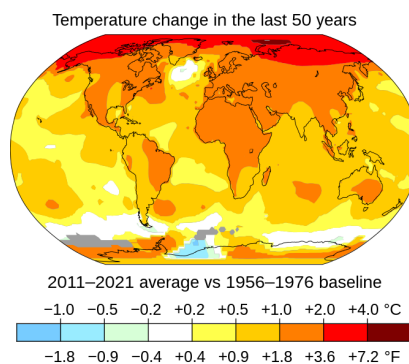 Temperature change in the last 50 years
2011–2021 average vs 1956–1976 baseline
−1.0 −0.5 −0.2 +0.2 +0.5 +1.0 +2.0 +4.0 °C
−1.8 −0.9 −0.4 +0.4 +0.9 +1.8 +3.6 +7.2 °F